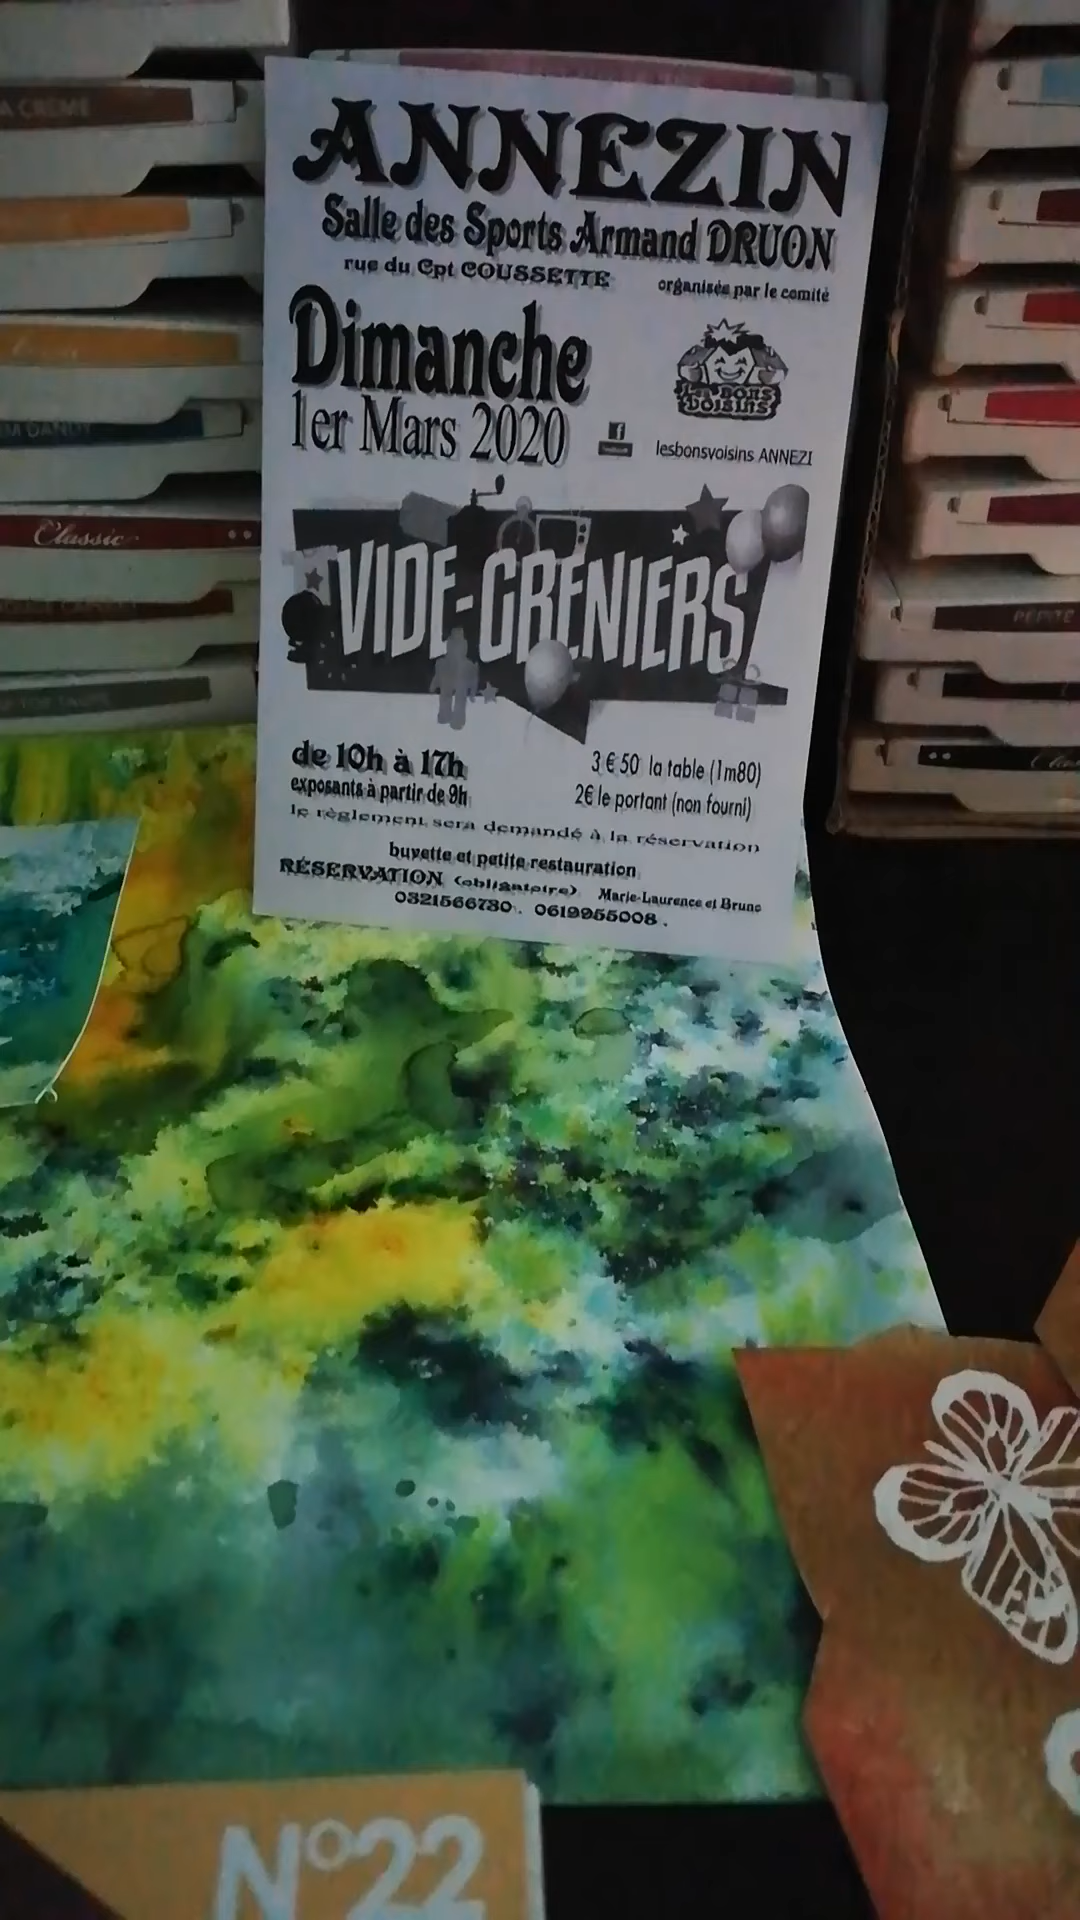 ANNEZIN
Salle des Sports Armand DRUON
rue du Cpt COUSSETTE
organisés par le comité
Dimanche
1er Mars 2020
LES BONS
VOISINS
f
lesbonsvoisins ANNEZI
VIDE-GRENIERS
de 10h à 17h
3 € 50 la table (1m80)
exposants à partir de 9h
2€ le portant (non fourni)
le règlement sera demandé à la réservation
buvette et petite restauration
RÉSERVATION (obligatoire) Marie-Laurence et Bruno
0321566730. 0619955008.
A CREME
Classic
PEPITE
N°22